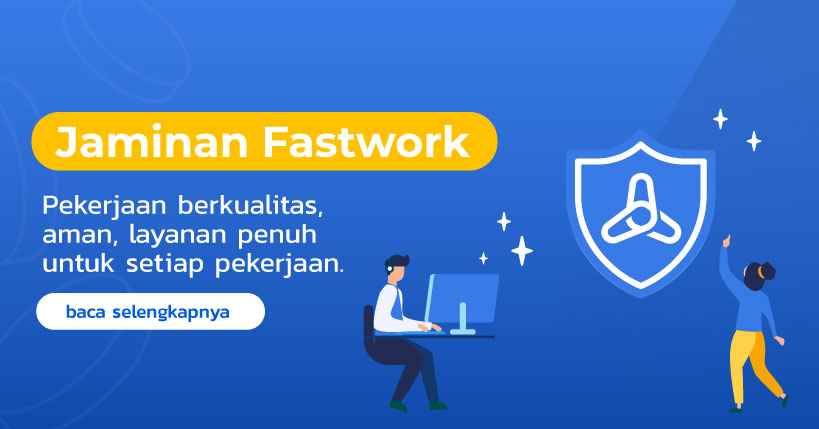 Jaminan Fastwork
Pekerjaan berkualitas,
aman, layanan penuh
untuk setiap pekerjaan.
baca selengkapnya